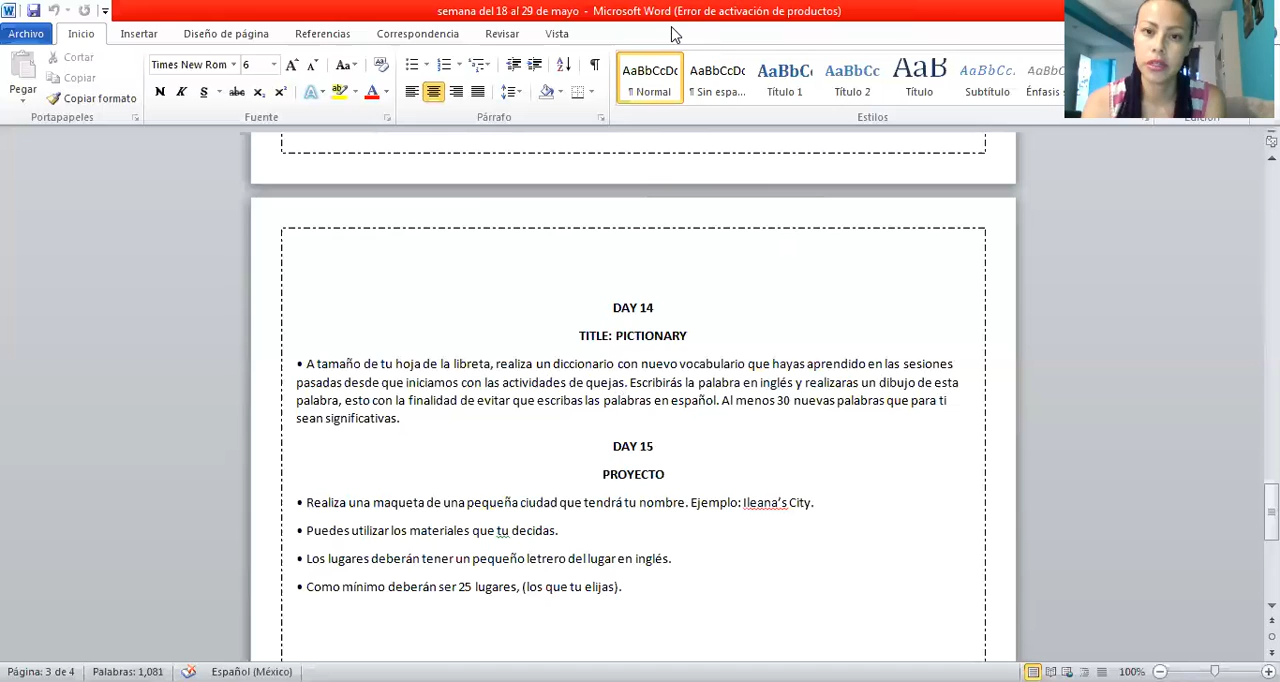 semana del 18 al 29 de mayo - Microsoft Word (Error de activación de productos)
Archivo Inicio Insertar Diseño de página Referencias Correspondencia Revisar Vista
Cortar
Copiar
Copiar formato
Pegar
Portapapeles
Times New Rom 6
Fuente
Párrafo
AaBbCcDc AaBbCcDc AaBbC AaBbCc AaB AaBbCc. AaBbCc
¶ Normal ¶ Sin espa... Título 1 Título 2 Título Subtítulo Énfasis
Estilos
DAY 14
TITLE: PICTIONARY
• A tamaño de tu hoja de la libreta, realiza un diccionario con nuevo vocabulario que hayas aprendido en las sesiones
pasadas desde que iniciamos con las actividades de quejas. Escribirás la palabra en inglés y realizaras un dibujo de esta
palabra, esto con la finalidad de evitar que escribas las palabras en español. Al menos 30 nuevas palabras que para ti
sean significativas.
DAY 15
PROYECTO
• Realiza una maqueta de una pequeña ciudad que tendrá tu nombre. Ejemplo: Ileana’s City.
• Puedes utilizar los materiales que tu decidas.
• Los lugares deberán tener un pequeño letrero del lugar en inglés.
• Como mínimo deberán ser 25 lugares, (los que tu elijas).
Página: 3 de 4 Palabras: 1,081 Español (México) 100%